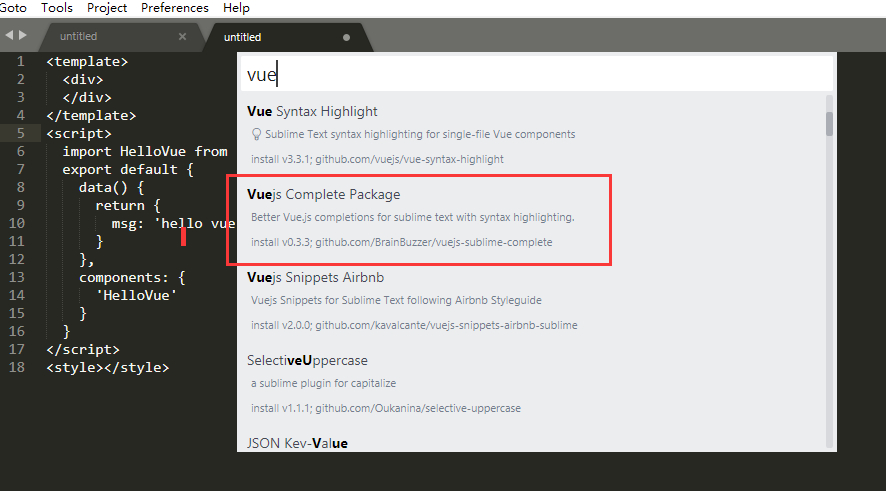 Goto Tools Project Preferences Help
untitled × untitled
vue
1 <template>
2 <div>
3 </div>
4 </template>
5 <script>
6 import HelloVue from
7 export default {
8 data() {
9 return {
10 msg: 'hello vue
11 }
12 },
13 components: {
14 'HelloVue'
15 }
16 }
17 </script>
18 <style></style>
Vue Syntax Highlight
Sublime Text syntax highlighting for single-file Vue components
install v3.3.1; github.com/vuejs/vue-syntax-highlight
Vuejs Complete Package
Better Vue.js completions for sublime text with syntax highlighting.
install v0.3.3; github.com/BrainBuzzer/vuejs-sublime-complete
Vuejs Snippets Airbnb
Vuejs Snippets for Sublime Text following Airbnb Styleguide
install v2.0.0; github.com/kavalcante/vuejs-snippets-airbnb-sublime
SelectiveUppercase
a sublime plugin for capitalize
install v1.1.1; github.com/Oukanina/selective-uppercase
JSON Key-Value